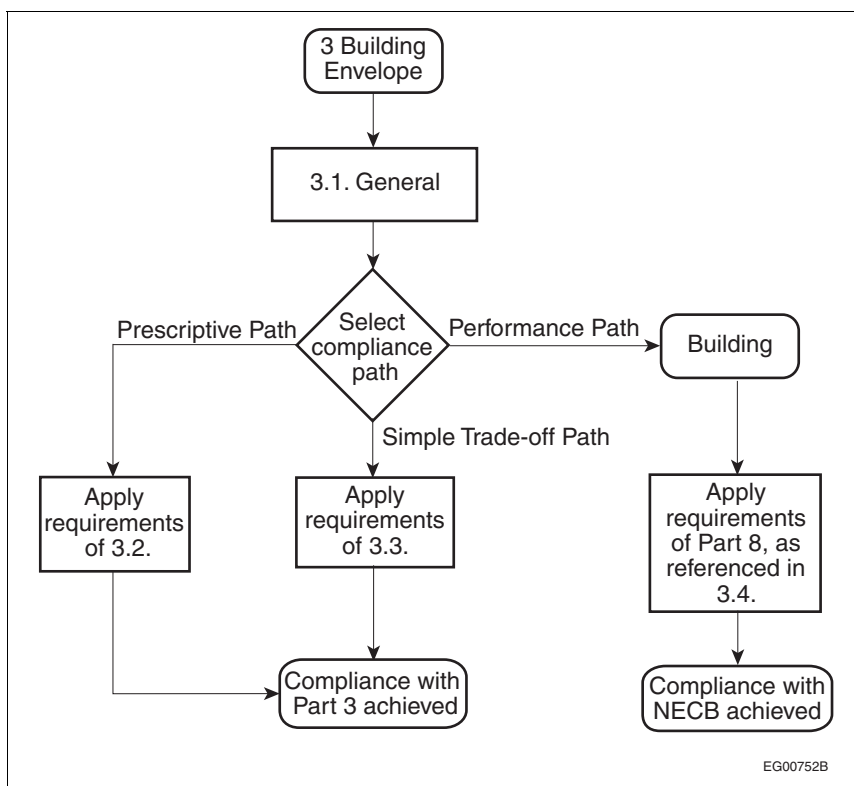 3 Building
Envelope
3.1. General
Select
compliance
path
Prescriptive Path
Performance Path
Building
Simple Trade-off Path
Apply
requirements
of 3.2.
Apply
requirements
of 3.3.
Apply
requirements
of Part 8, as
referenced in
3.4.
Compliance with
Part 3 achieved
Compliance with
NECB achieved
EG00752B